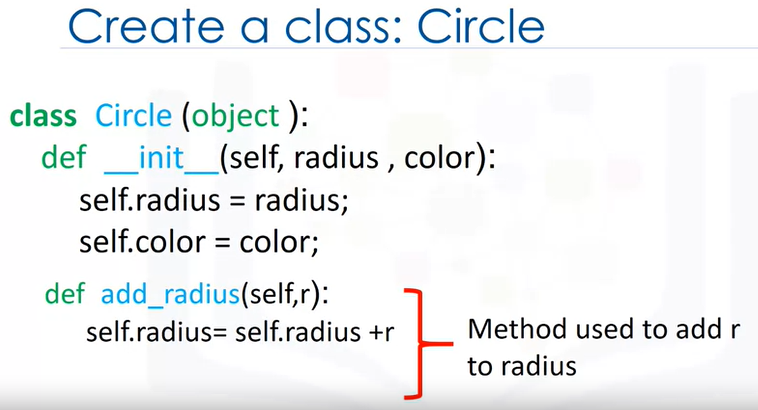 Create a class: Circle
class Circle (object ):
def __init__(self, radius , color):
self.radius = radius;
self.color = color;
def add_radius(self,r):
self.radius= self.radius +r
Method used to add r
to radius